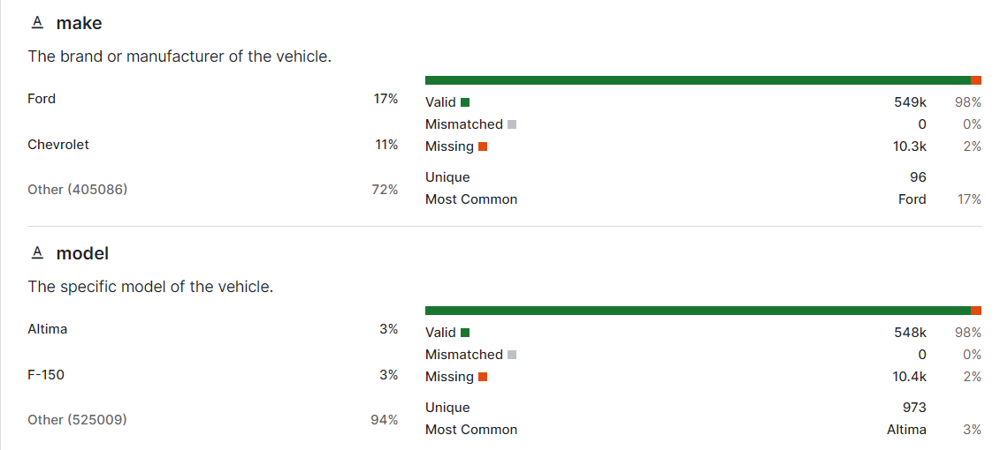 A make
The brand or manufacturer of the vehicle.
Ford 17%
Chevrolet 11%
Other (405086) 72%
Valid 549k 98%
Mismatched 0 0%
Missing 10.3k 2%
Unique 96
Most Common Ford 17%
A model
The specific model of the vehicle.
Altima 3%
F-150 3%
Other (525009) 94%
Valid 548k 98%
Mismatched 0 0%
Missing 10.4k 2%
Unique 973
Most Common Altima 3%